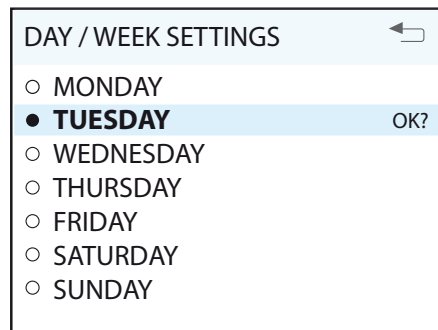 DAY / WEEK SETTINGS
MONDAY
TUESDAY OK?
WEDNESDAY
THURSDAY
FRIDAY
SATURDAY
SUNDAY